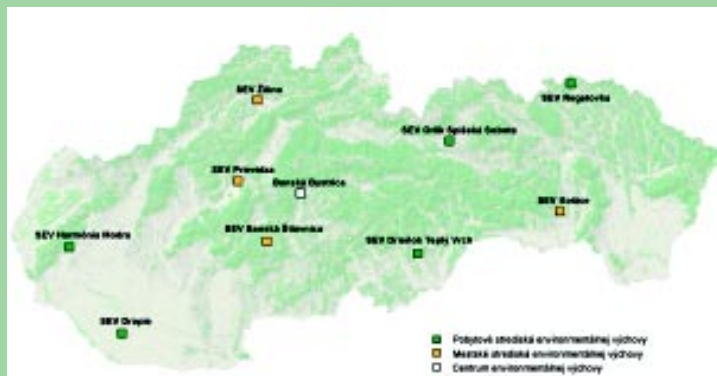 SEV Žilina
SEV Regetovka
SEV Orlík Spišská Sobota
SEV Prievidza
Banská Bystrica
SEV Košice
SEV Banská Štiavnica
SEV Harmónia Modra
SEV Drieňok Teplý Vrch
SEV Dropie
Pobytové strediská environmentálnej výchovy
Mestské strediská environmentálnej výchovy
Centrum environmentálnej výchovy